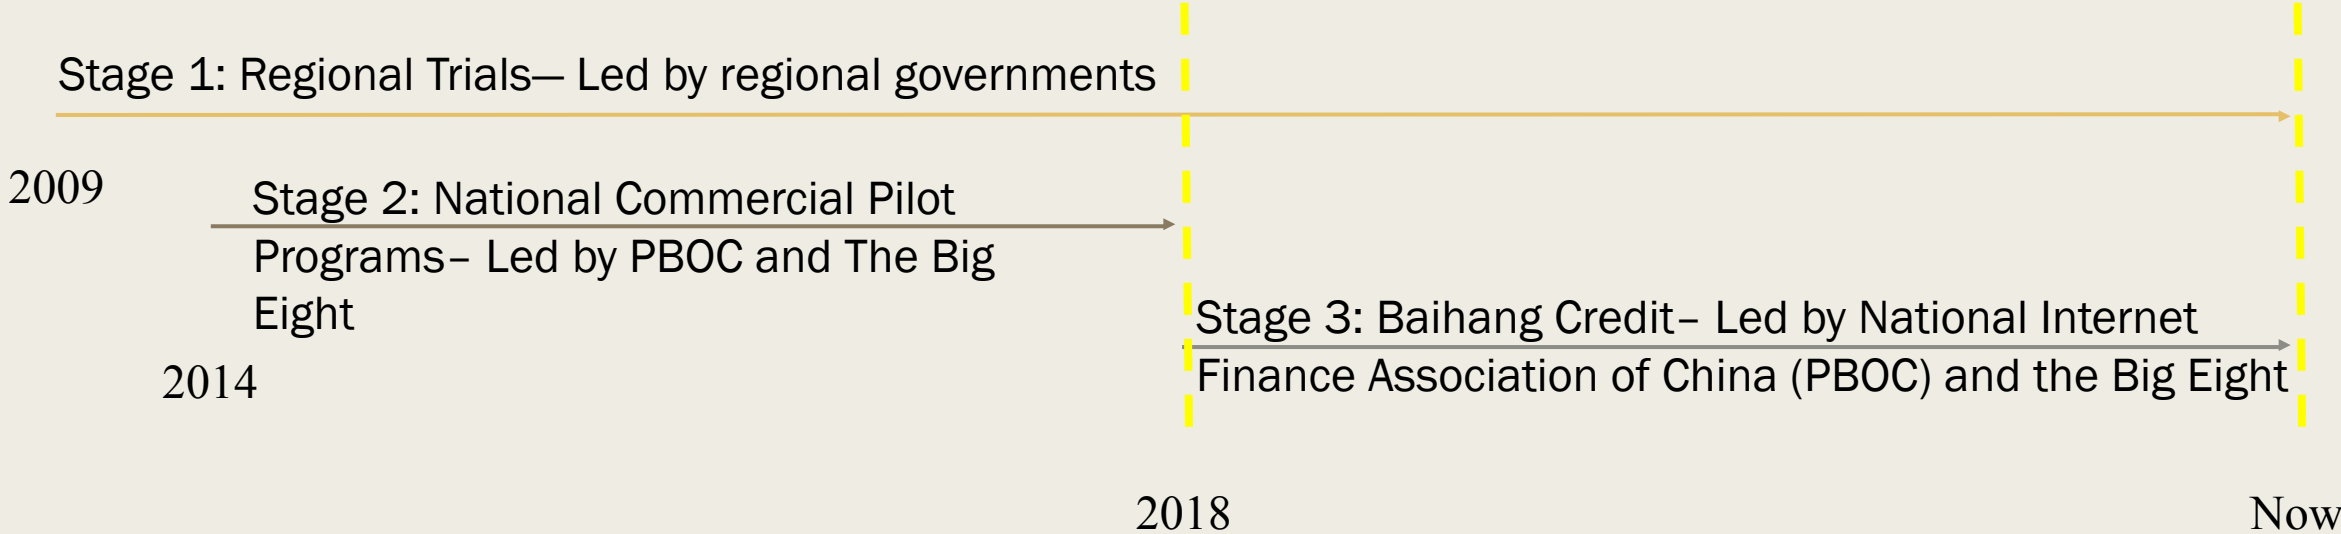 Stage 1: Regional Trials— Led by regional governments
2009
Stage 2: National Commercial Pilot
Programs– Led by PBOC and The Big
Eight
2014
Stage 3: Baihang Credit– Led by National Internet
Finance Association of China (PBOC) and the Big Eight
2018
Now